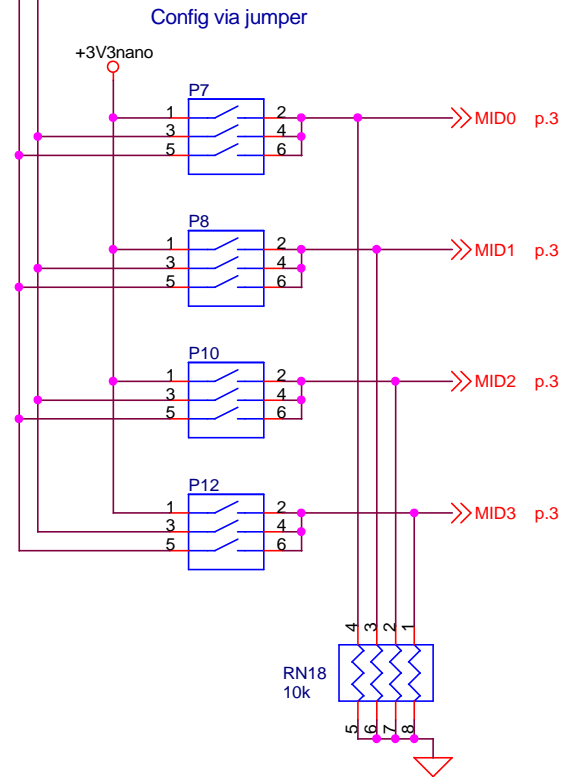 Config via jumper
+3V3nano
P7
1 2
3 4
5 6
MID0 p.3
P8
1 2
3 4
5 6
MID1 p.3
P10
1 2
3 4
5 6
MID2 p.3
P12
1 2
3 4
5 6
MID3 p.3
4 3 2 1
RN18
10k
5 6 7 8